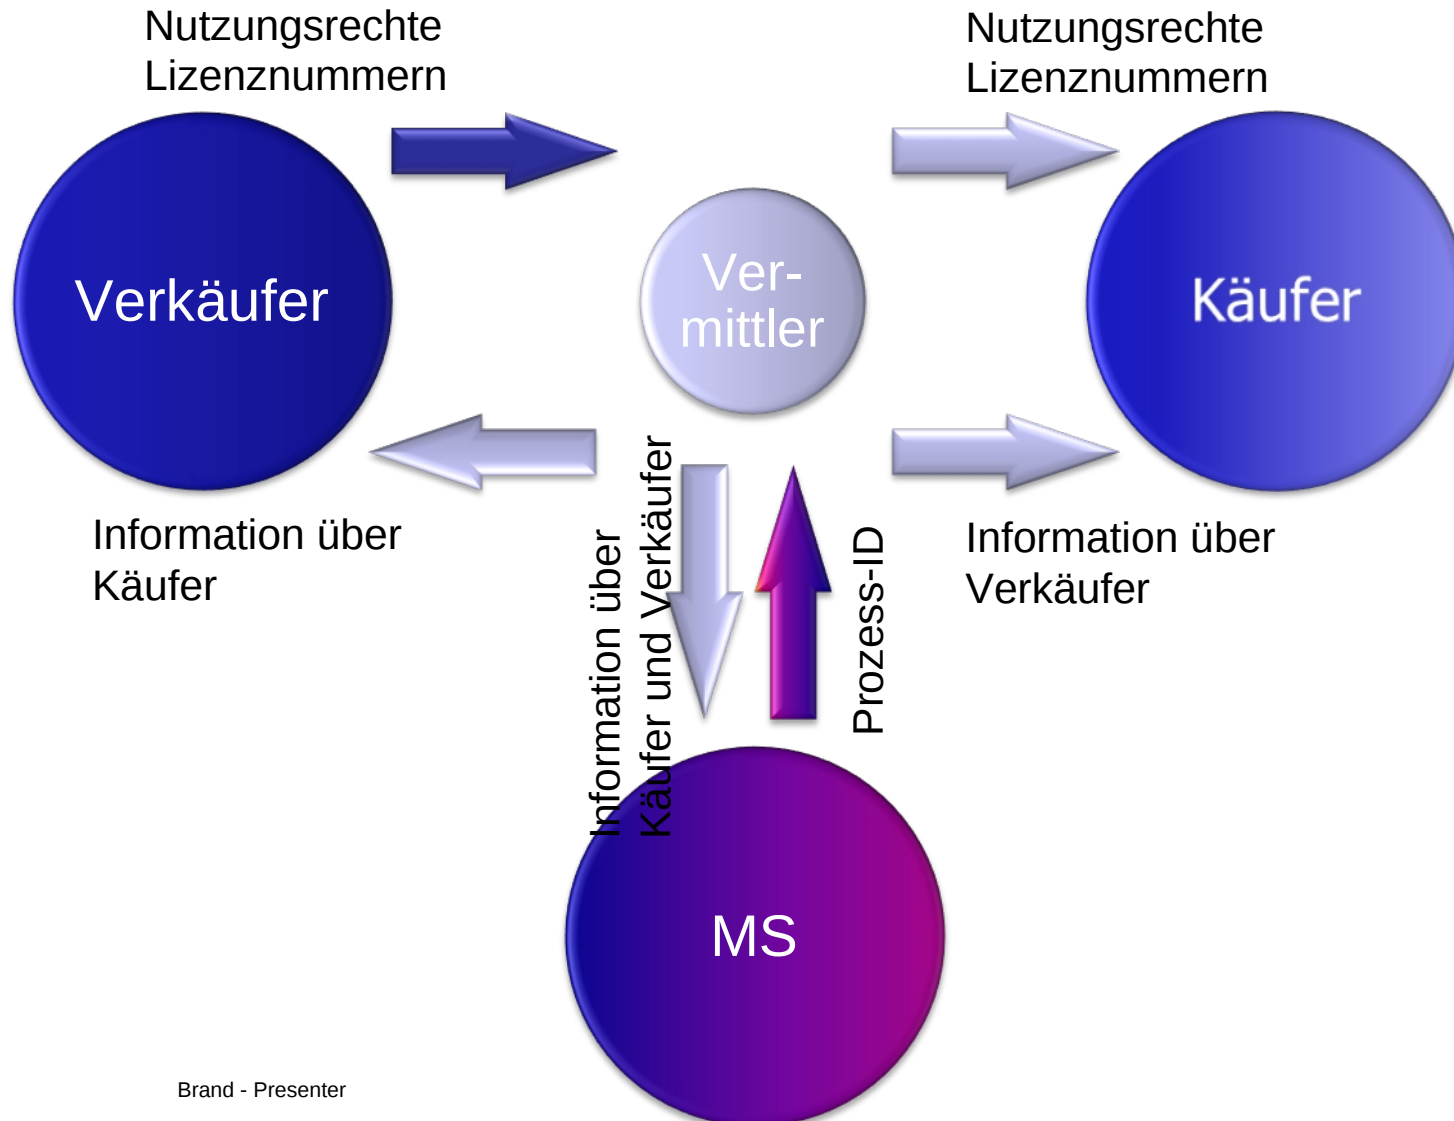 Nutzungsrechte
Lizenznummern
Nutzungsrechte
Lizenznummern
Verkäufer
Ver-
mittler
Käufer
Information über
Käufer
Information über
Käufer und Verkäufer
Prozess-ID
Information über
Verkäufer
MS
Brand - Presenter